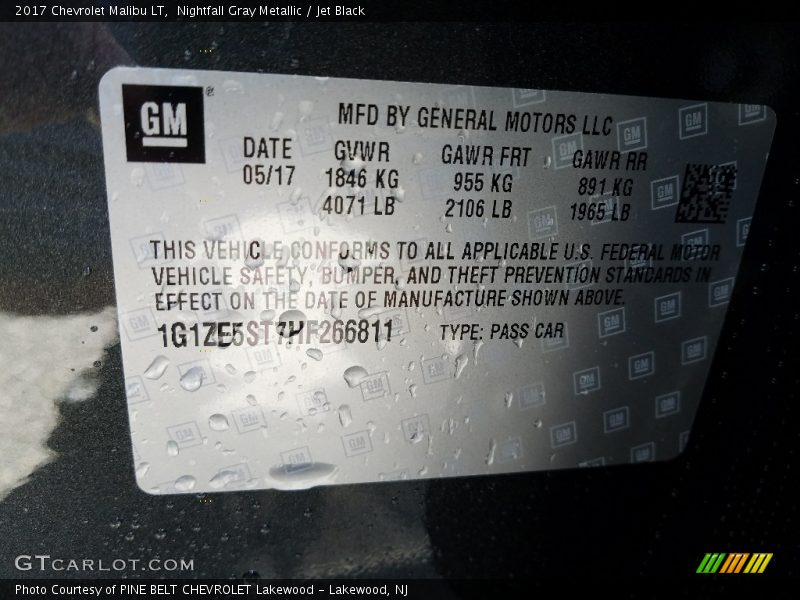 2017 Chevrolet Malibu LT,  Nightfall Gray Metallic / Jet Black
GM®
MFD BY GENERAL MOTORS LLC
DATE GVWR GAWR FRT GAWR RR
05/17 1846 KG 955 KG 891 KG
4071 LB 2106 LB 1965 LB
THIS VEHICLE CONFORMS TO ALL APPLICABLE U.S. FEDERAL MOTOR
VEHICLE SAFETY, BUMPER, AND THEFT PREVENTION STANDARDS IN
EFFECT ON THE DATE OF MANUFACTURE SHOWN ABOVE.
1G1ZE5ST7HF266811 TYPE: PASS CAR
GTCARLOT.COM
Photo Courtesy of PINE BELT CHEVROLET Lakewood - Lakewood, NJ